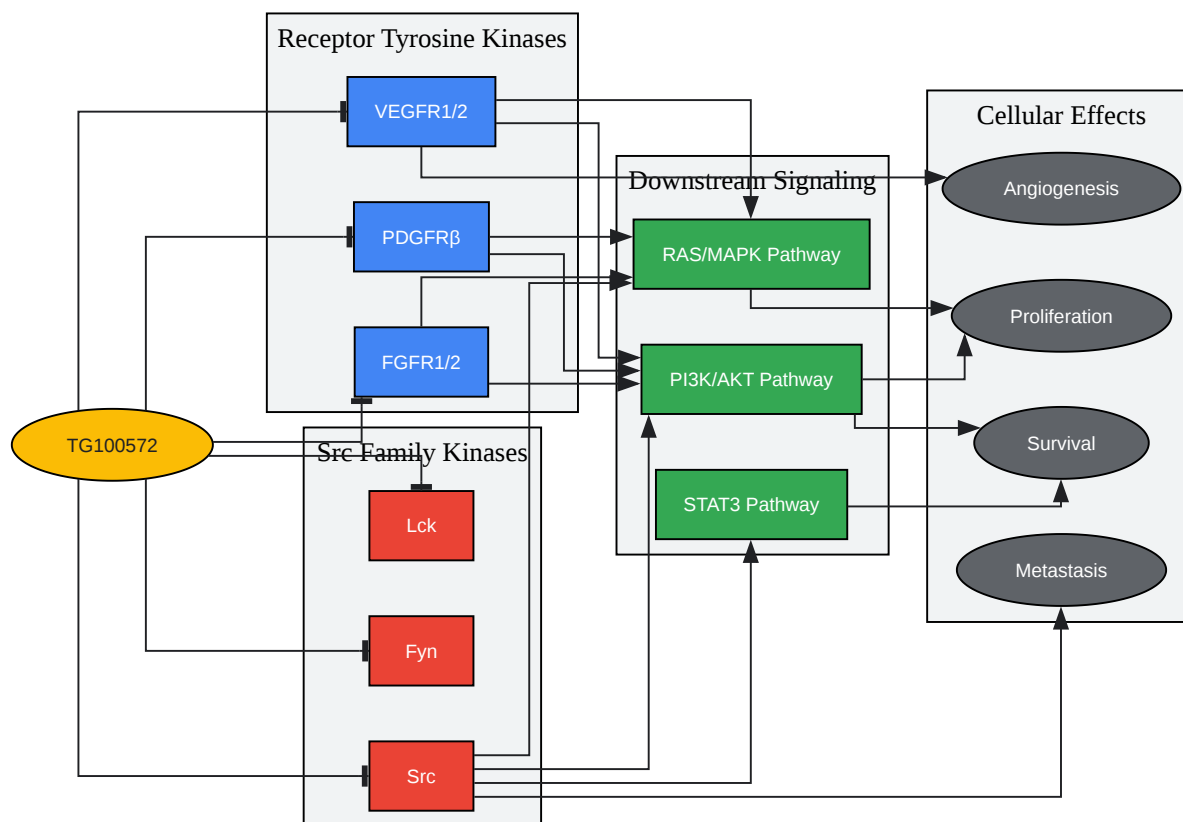 Receptor Tyrosine Kinases
VEGFR1/2
PDGFRβ
FGFR1/2
TG100572
Src Family Kinases
Lck
Fyn
Src
Downstream Signaling
RAS/MAPK Pathway
PI3K/AKT Pathway
STAT3 Pathway
Cellular Effects
Angiogenesis
Proliferation
Survival
Metastasis